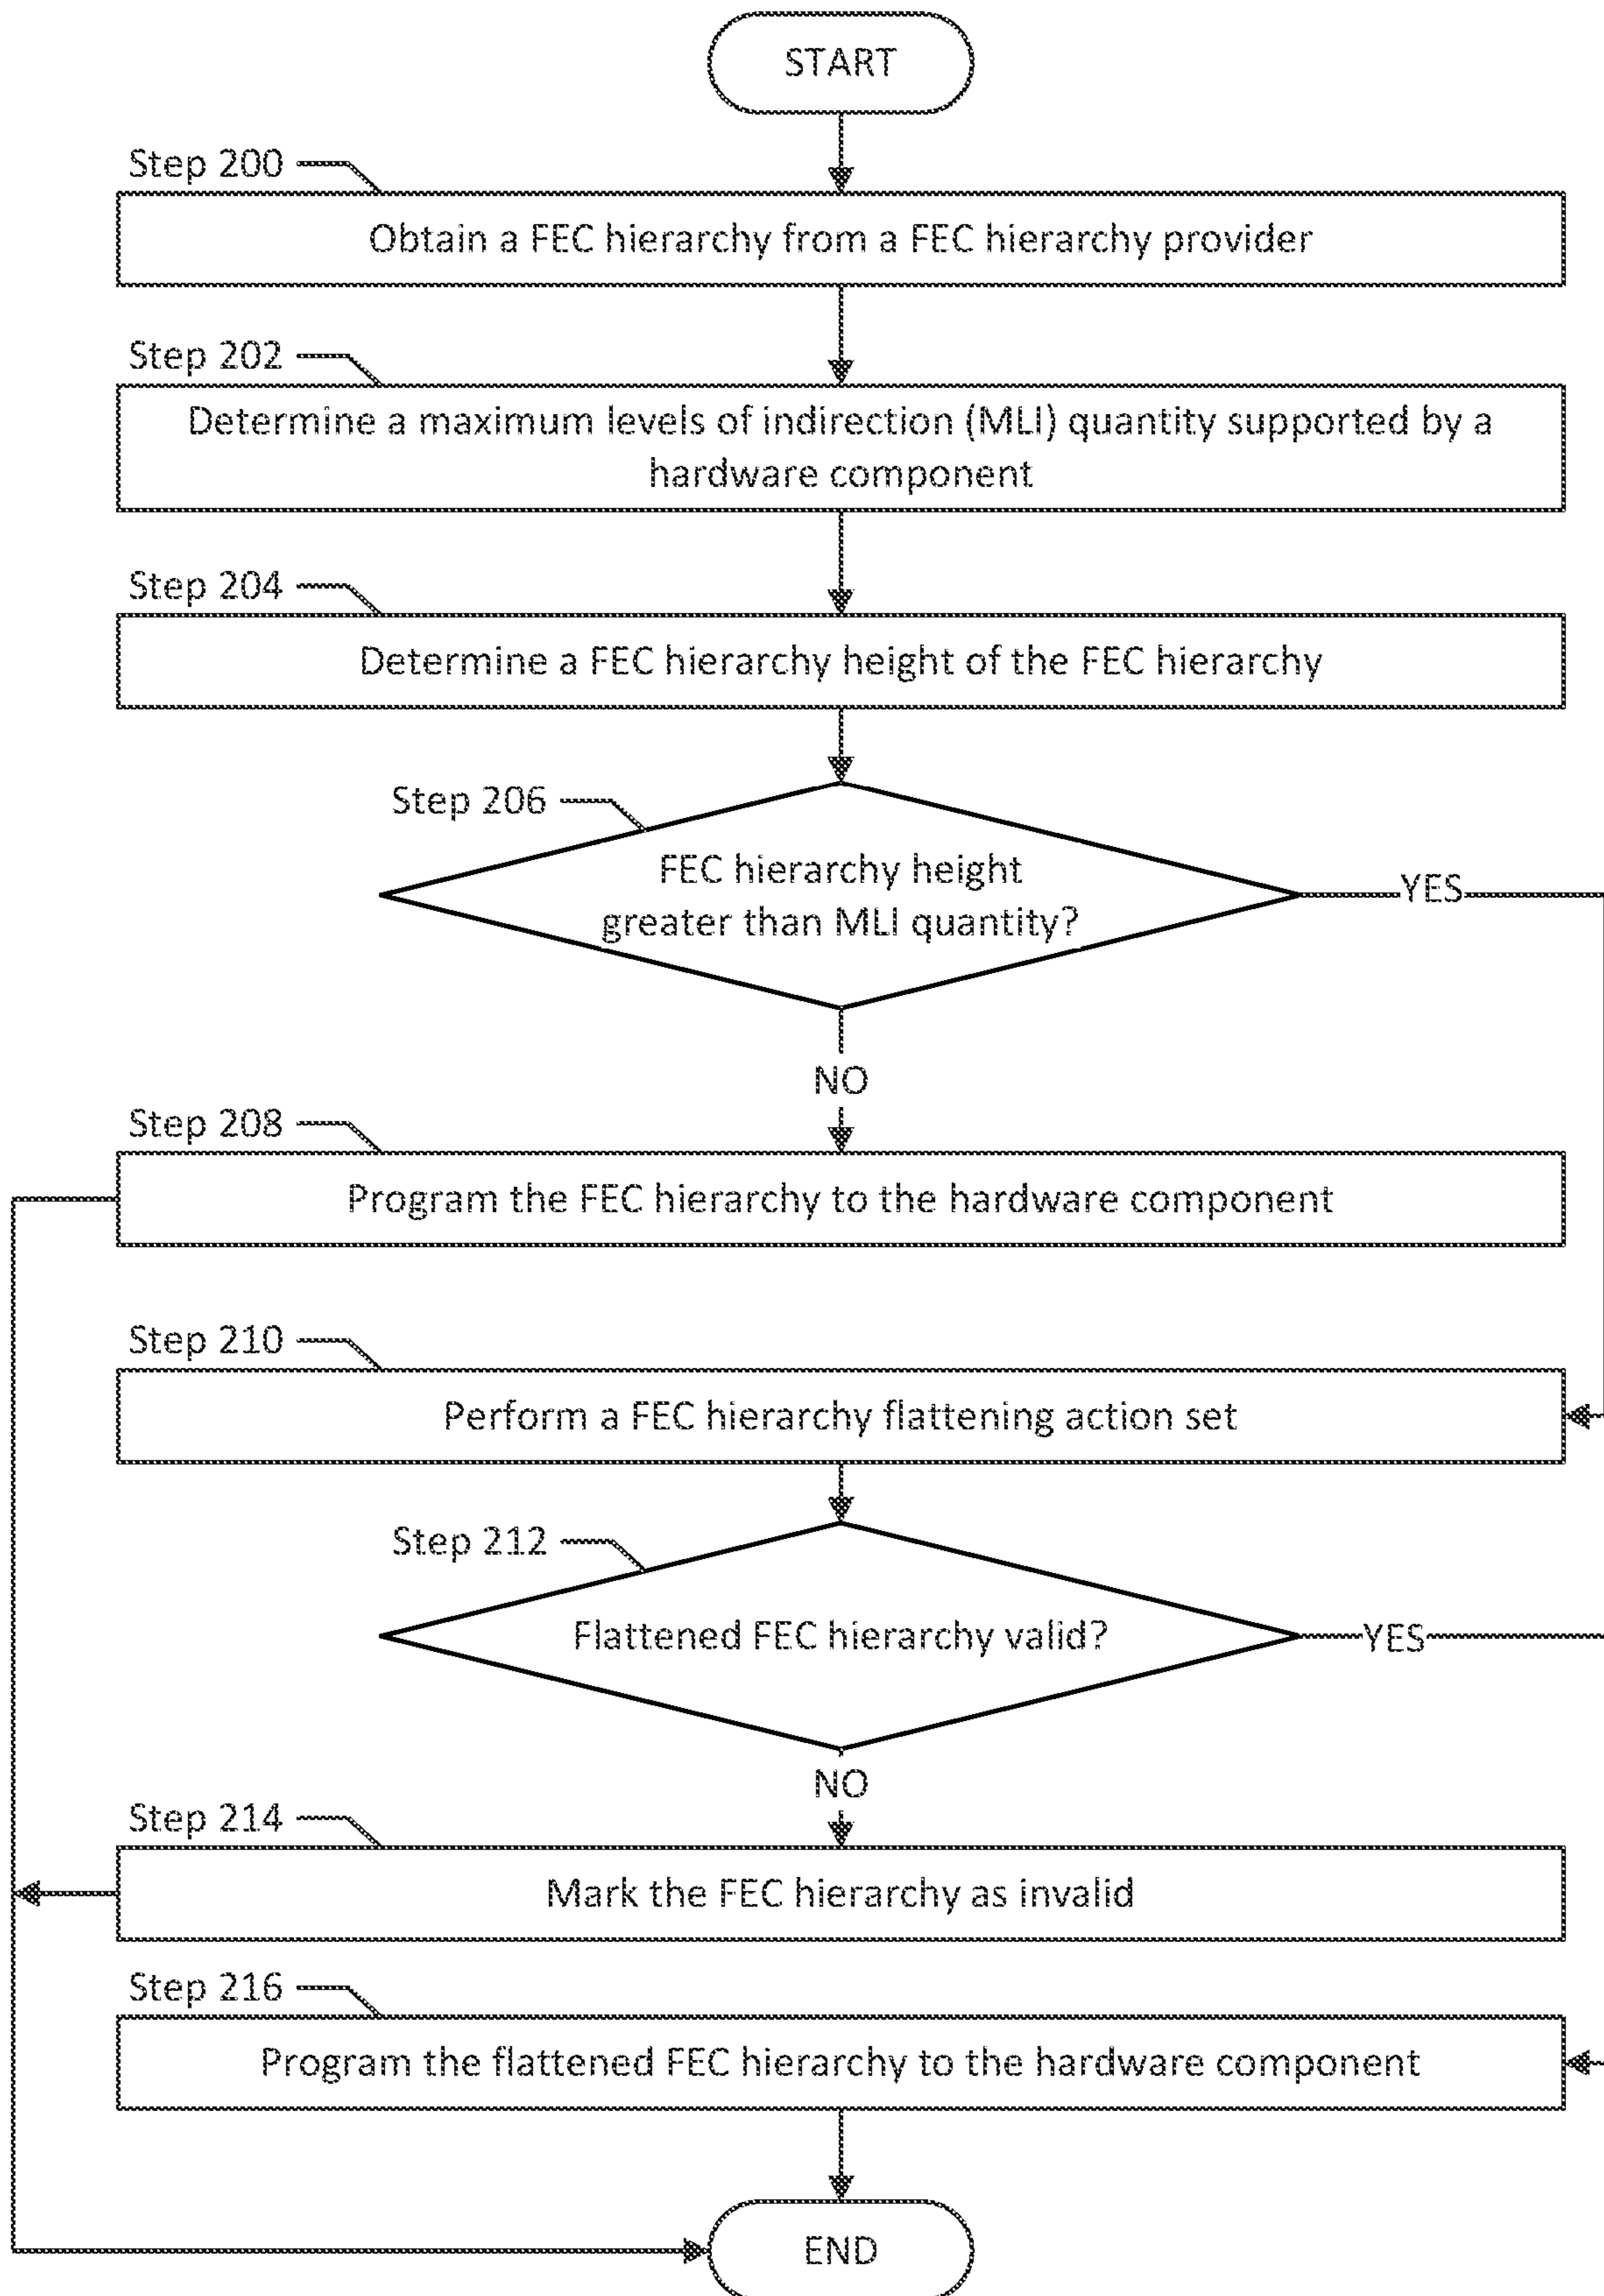 START
Step 200
Obtain a FEC hierarchy from a FEC hierarchy provider
Step 202
Determine a maximum levels of indirection (MLI) quantity supported by a
hardware component
Step 204
Determine a FEC hierarchy height of the FEC hierarchy
Step 206
FEC hierarchy height
greater than MLI quantity?
YES
NO
Step 208
Program the FEC hierarchy to the hardware component
Step 210
Perform a FEC hierarchy flattening action set
Step 212
Flattened FEC hierarchy valid?
YES
NO
Step 214
Mark the FEC hierarchy as invalid
Step 216
Program the flattened FEC hierarchy to the hardware component
END